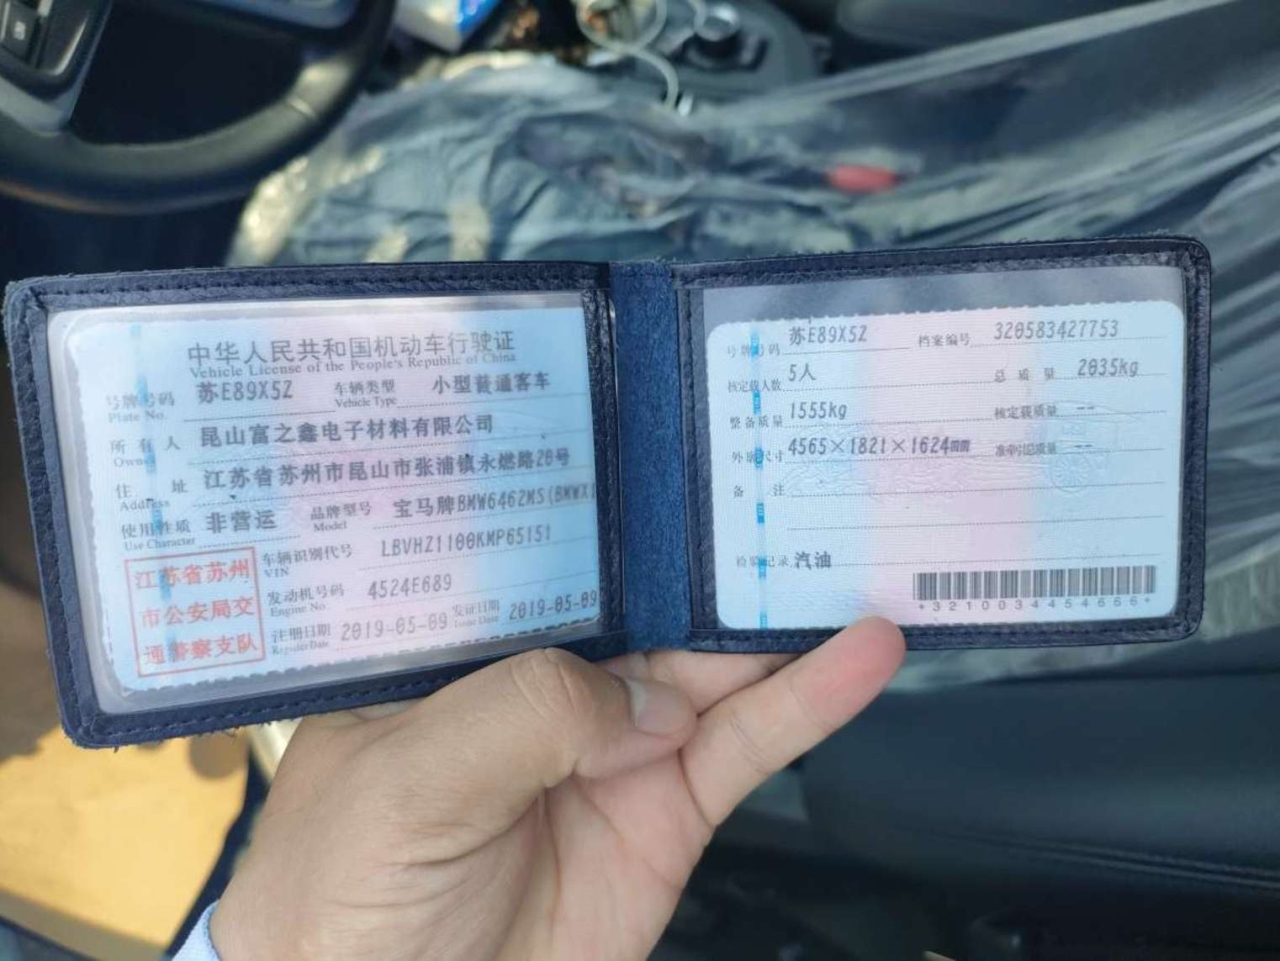 中华人民共和国机动车行驶证
Vehicle License of the People's Republic of China
号牌号码 苏E89X5Z 车辆类型 小型普通客车
Plate No. Vehicle Type
所有人 昆山富之鑫电子材料有限公司
Owner
住址 江苏省苏州市昆山市张浦镇永燃路20号
Address
使用性质 非营运 品牌型号 宝马牌BMW6462MS(BMWX1
Use Character Model
江苏省苏州
市公安局交
通警察支队
车辆识别代号 LBVHZ1100KMP65151
VIN
发动机号码 4524E689
Engine No.
注册日期 2019-05-09 发证日期 2019-05-09
Register Date Issue Date
号牌号码 苏E89X5Z 档案编号 320583427753
核定载人数 5人 总质量 2035kg
整备质量 1555kg 核定载质量 --
外廓尺寸 4565×1821×1624mm 准牵引总质量 --
备注
检验记录 汽油
*3210034454666*